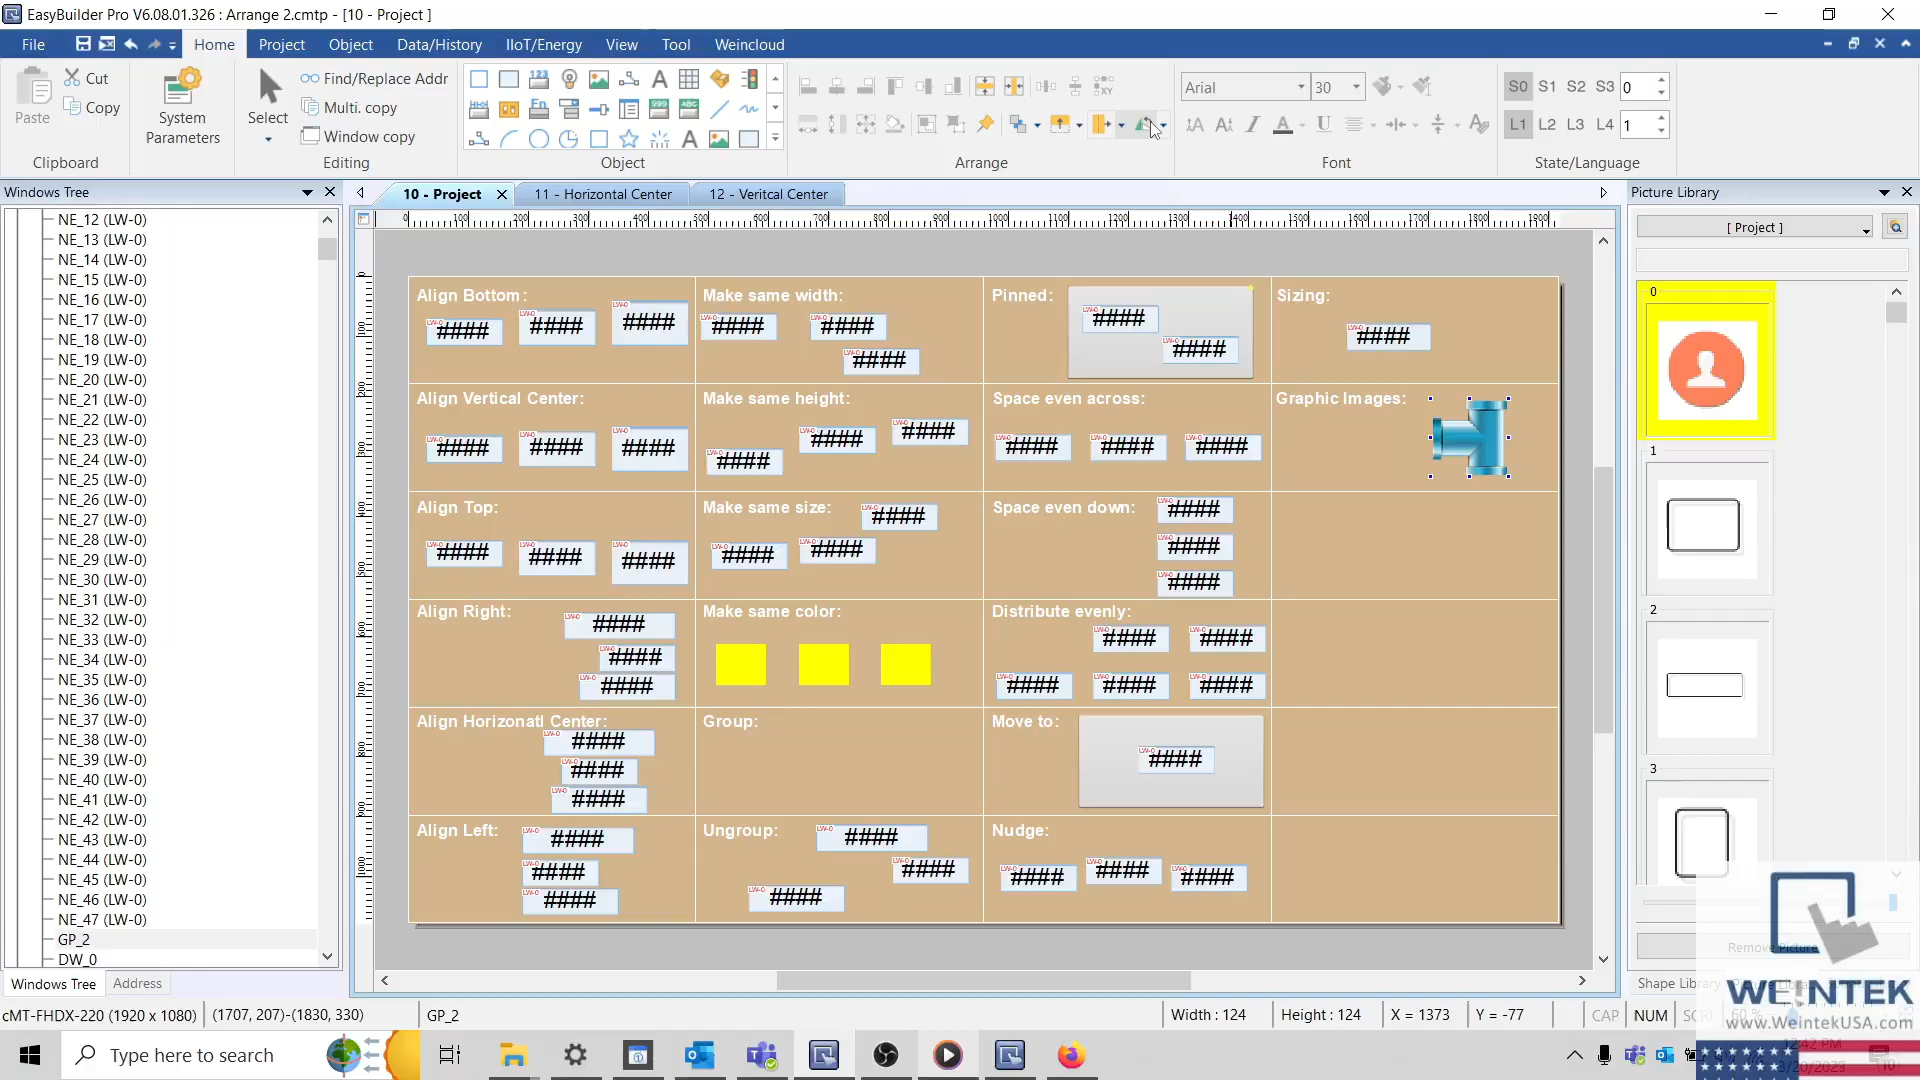 EasyBuilder Pro V6.08.01.326 : Arrange 2.cmtp - [10 - Project ]
File Home Project Object Data/History IIoT/Energy View Tool Weincloud
Cut
Copy
Paste
Clipboard
System
Parameters
Select
Find/Replace Addr
Multi. copy
Window copy
Editing
Object
Arrange
Arial 30
Font
S0 S1 S2 S3 0
L1 L2 L3 L4 1
State/Language
Windows Tree
NE_12 (LW-0)
NE_13 (LW-0)
NE_14 (LW-0)
NE_15 (LW-0)
NE_16 (LW-0)
NE_17 (LW-0)
NE_18 (LW-0)
NE_19 (LW-0)
NE_20 (LW-0)
NE_21 (LW-0)
NE_22 (LW-0)
NE_23 (LW-0)
NE_24 (LW-0)
NE_25 (LW-0)
NE_26 (LW-0)
NE_27 (LW-0)
NE_28 (LW-0)
NE_29 (LW-0)
NE_30 (LW-0)
NE_31 (LW-0)
NE_32 (LW-0)
NE_33 (LW-0)
NE_34 (LW-0)
NE_35 (LW-0)
NE_36 (LW-0)
NE_37 (LW-0)
NE_38 (LW-0)
NE_39 (LW-0)
NE_40 (LW-0)
NE_41 (LW-0)
NE_42 (LW-0)
NE_43 (LW-0)
NE_44 (LW-0)
NE_45 (LW-0)
NE_46 (LW-0)
NE_47 (LW-0)
GP_2
DW_0
Windows Tree Address
10 - Project 11 - Horizontal Center 12 - Veritcal Center
Align Bottom:
#### #### ####
Make same width:
#### ####
####
Pinned:
####
####
Sizing:
####
Align Vertical Center:
#### #### ####
Make same height:
#### #### ####
Space even across:
#### #### ####
Graphic Images:
Align Top:
#### #### ####
Make same size:
####
#### ####
Space even down:
####
####
####
Align Right:
####
####
####
Make same color:
Distribute evenly:
#### ####
#### #### ####
Align Horizonatl Center:
####
####
####
Group:
Move to:
####
Align Left:
####
####
####
Ungroup:
####
####
####
Nudge:
#### #### ####
Picture Library
[ Project ]
0
1
2
3
Remove Picture
Shape Library
WEINTEK
www.WeintekUSA.com
cMT-FHDX-220 (1920 x 1080) (1707, 207)-(1830, 330) GP_2 Width : 124 Height : 124 X = 1373 Y = -77 CAP NUM
Type here to search
12:42 PM